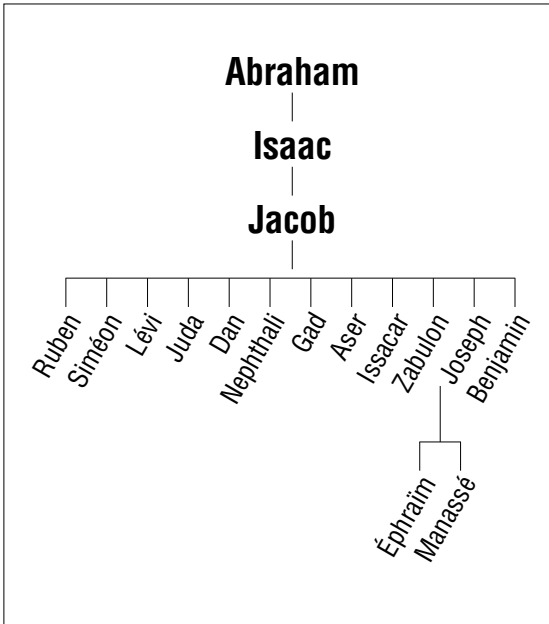 Abraham
Isaac
Jacob
Ruben
Siméon
Lévi
Juda
Dan
Nephthali
Gad
Aser
Issacar
Zabulon
Joseph
Benjamin
Éphraïm
Manassé